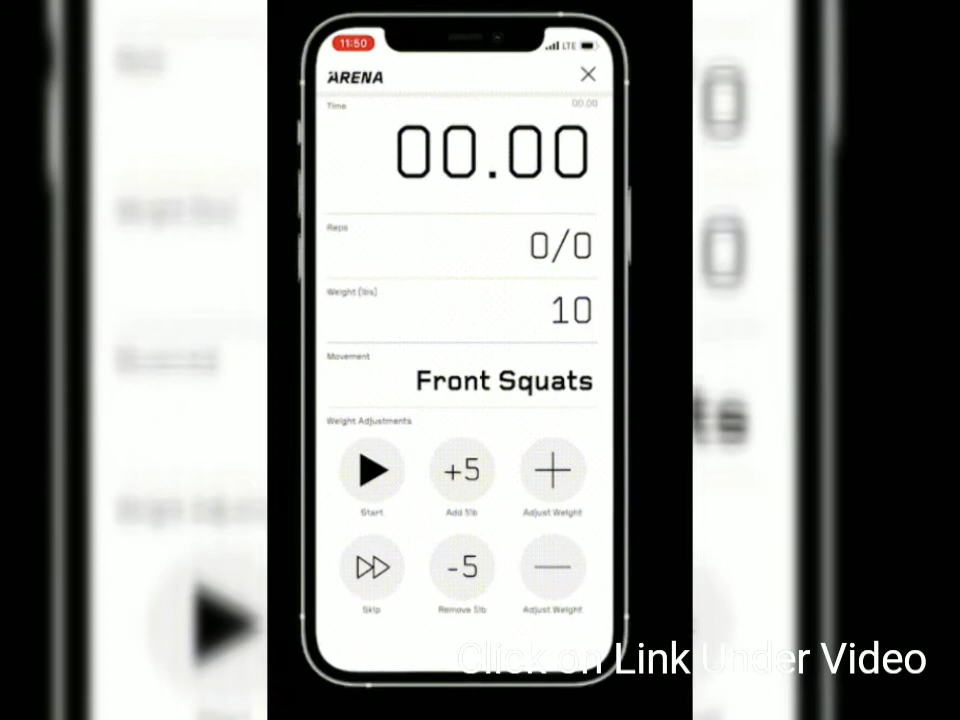 11:50
LTE
ARENA
Time
00.00
00.00
Reps
0/0
Weight (lbs)
10
Movement
Front Squats
Weight Adjustments
+5
Start
Add 5lb
Adjust Weight
-5
Skip
Remove 5lb
Adjust Weight
Click on Link Under Video